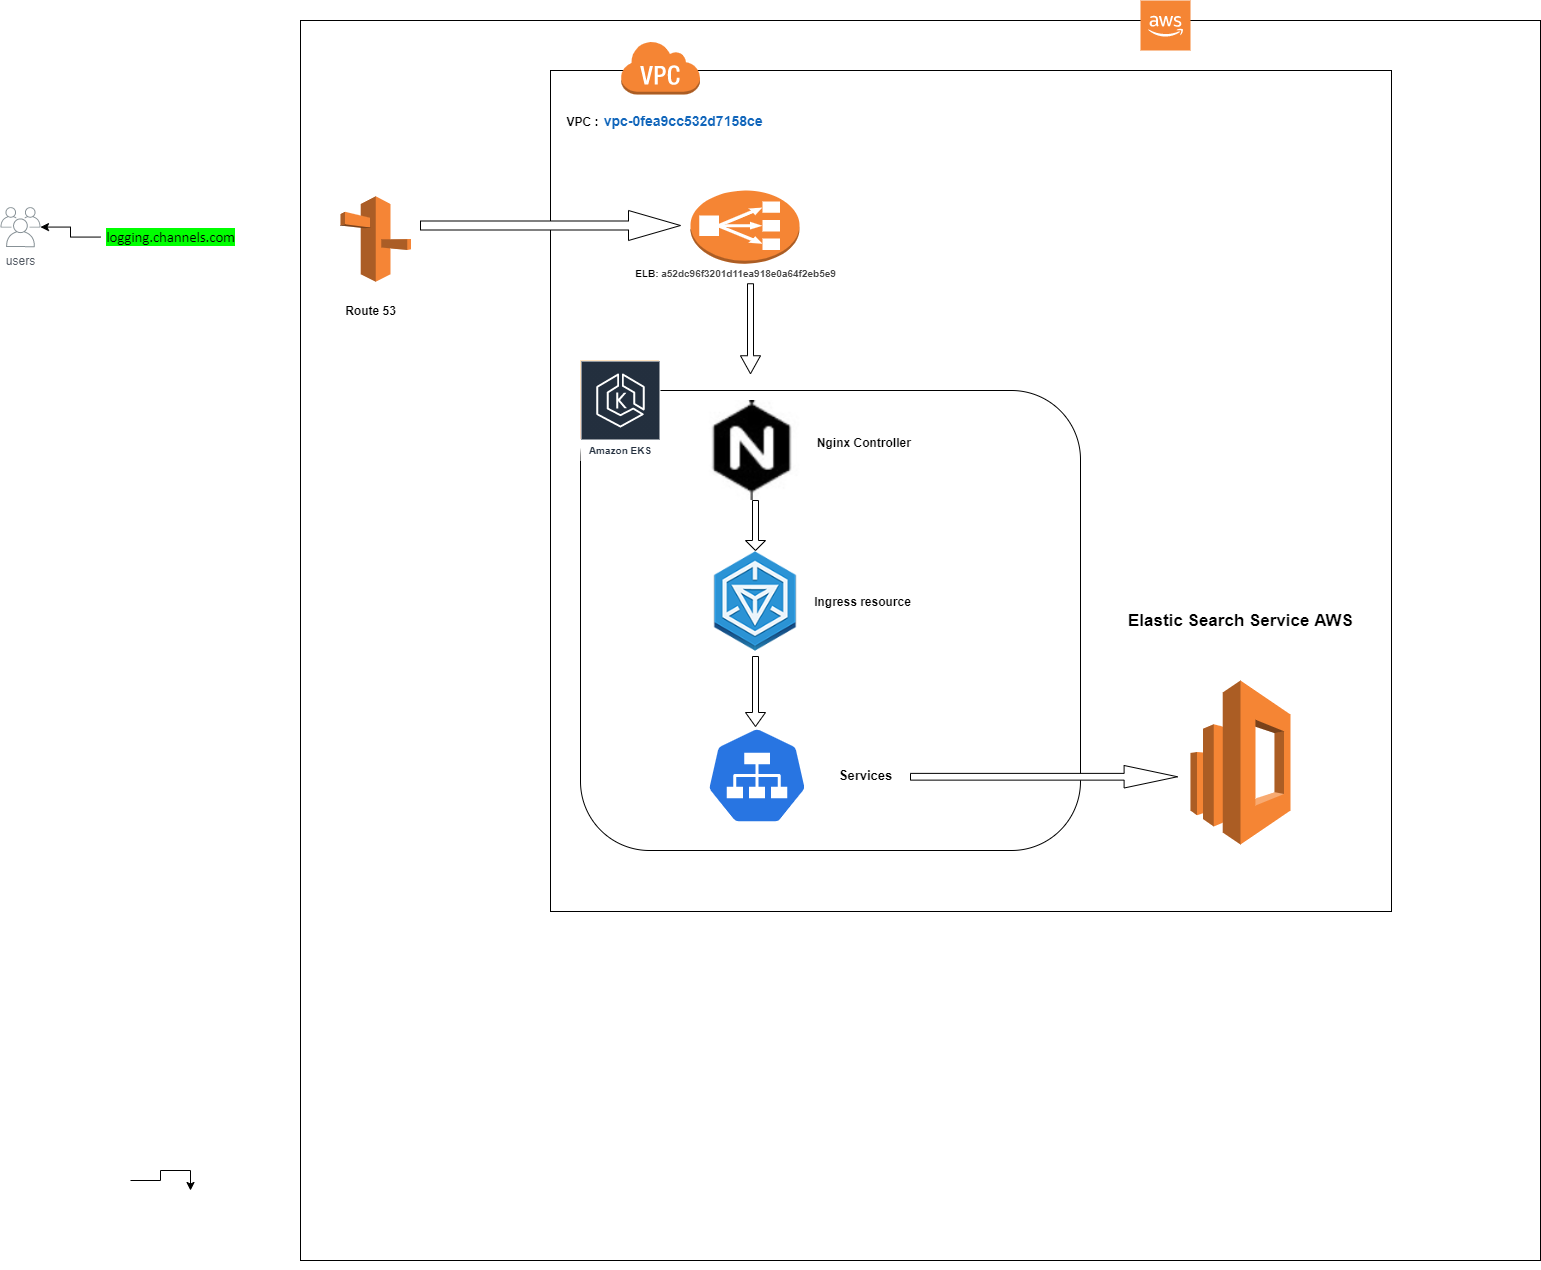 aws
VPC
VPC : vpc-0fea9cc532d7158ce
logging.channels.com
users
ELB: a52dc96f3201d11ea918e0a64f2eb5e9
Route 53
K
Amazon EKS
N
Nginx Controller
Ingress resource
Elastic Search Service AWS
Services